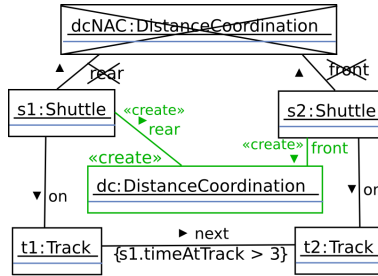 dcNAC:DistanceCoordination
rear
front
s1:Shuttle
s2:Shuttle
«create»
rear
«create»
front
«create»
dc:DistanceCoordination
on
on
next
t1:Track
t2:Track
{s1.timeAtTrack > 3}